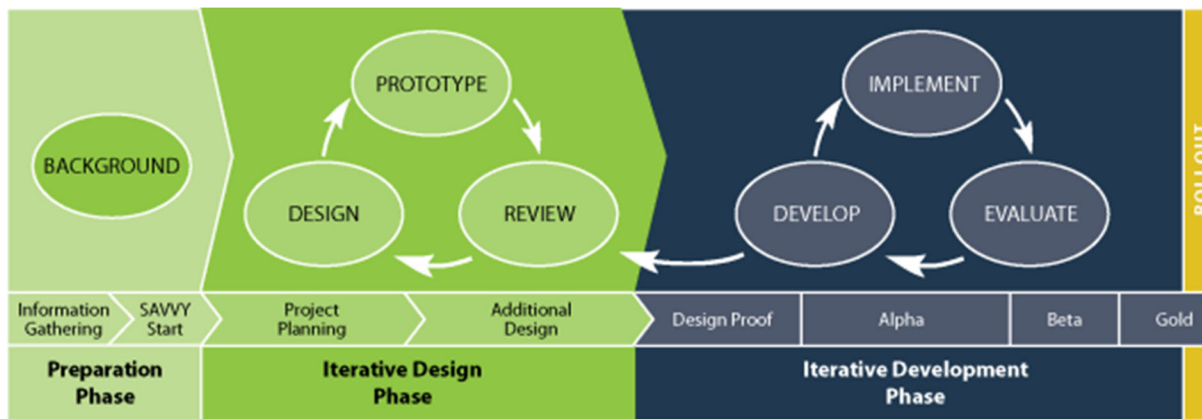 PROTOTYPE
IMPLEMENT
BACKGROUND
DESIGN
REVIEW
DEVELOP
EVALUATE
ROLLOUT
Information
Gathering
SAVVY
Start
Project
Planning
Additional
Design
Design Proof
Alpha
Beta
Gold
Preparation
Phase
Iterative Design
Phase
Iterative Development
Phase